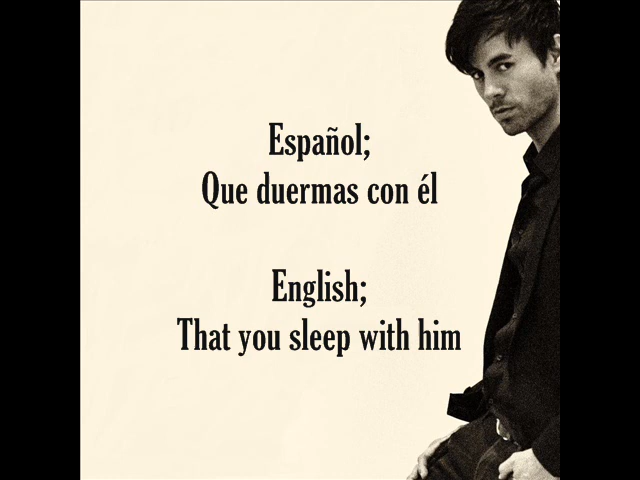 Español;
Que duermas con él
English;
That you sleep with him